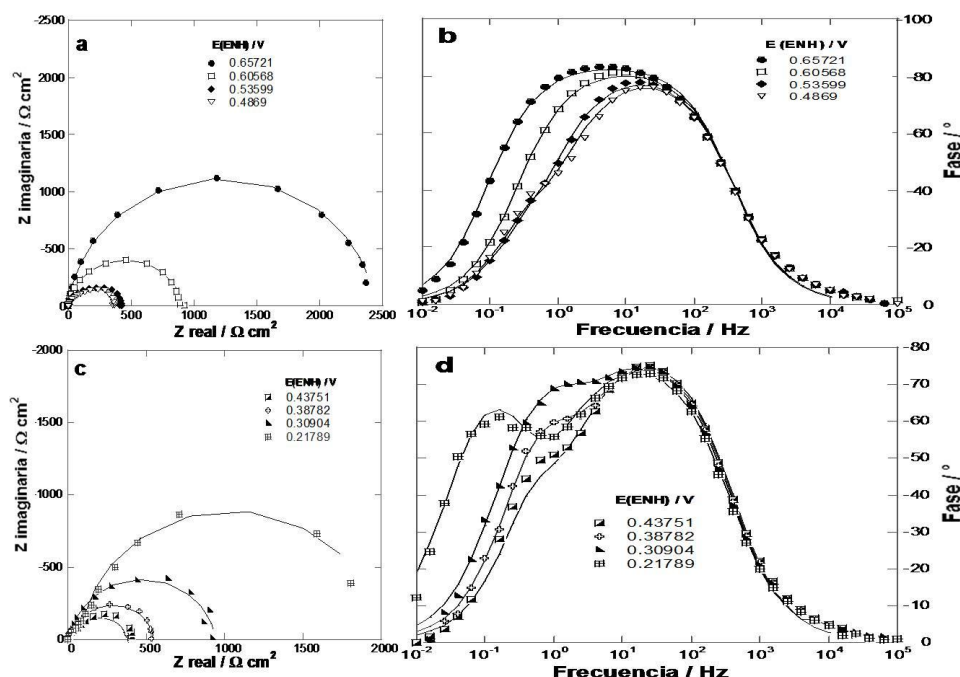 a
E(ENH) / V
0.65721
0.60568
0.53599
0.4869
-2500
-2000
1500
1000
-500
0
0 500 1000 1500 2000 2500
Z imaginaria / Ω cm²
Z real / Ω cm²
b
E (ENH) / V
0.65721
0.60568
0.53599
0.4869
-100
-80
-60
-40
-20
0
10⁻² 10⁻¹ 10⁰ 10¹ 10² 10³ 10⁴ 10⁵
Frecuencia / Hz
Fase / °
c
E(ENH) / V
0.43751
0.38782
0.30904
0.21789
-2000
-1500
-1000
-500
0
0 500 1000 1500 2000
Z imaginaria / Ω cm²
Z real / Ω cm²
d
E(ENH) / V
0.43751
0.38782
0.30904
0.21789
-80
-70
-60
-50
-40
-30
-20
-10
0
10⁻² 10⁻¹ 10⁰ 10¹ 10² 10³ 10⁴ 10⁵
Frecuencia / Hz
Fase / °